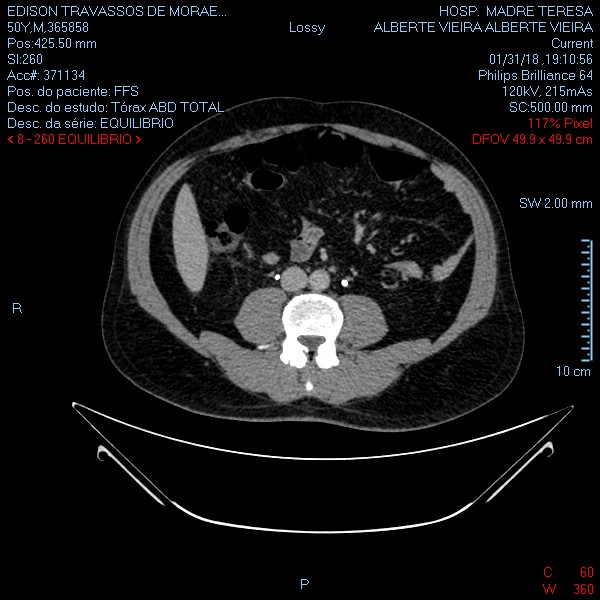 EDISON TRAVASSOS DE MORAE...
50Y,M,365858
Pos:425.50 mm
Sl:260
Acc#: 371134
Pos. do paciente: FFS
Desc. do estudo: Tórax ABD TOTAL
Desc. da série: EQUILIBRIO
< 8 - 260 EQUILIBRIO >
Lossy
HOSP. MADRE TERESA
ALBERTE VIEIRA ALBERTE VIEIRA
Current
01/31/18 ,19:10:56
Philips Brilliance 64
120kV, 215mAs
SC:500.00 mm
117% Pixel
DFOV 49.9 x 49.9 cm
SW 2.00 mm
R
10 cm
P
C 60
W 360